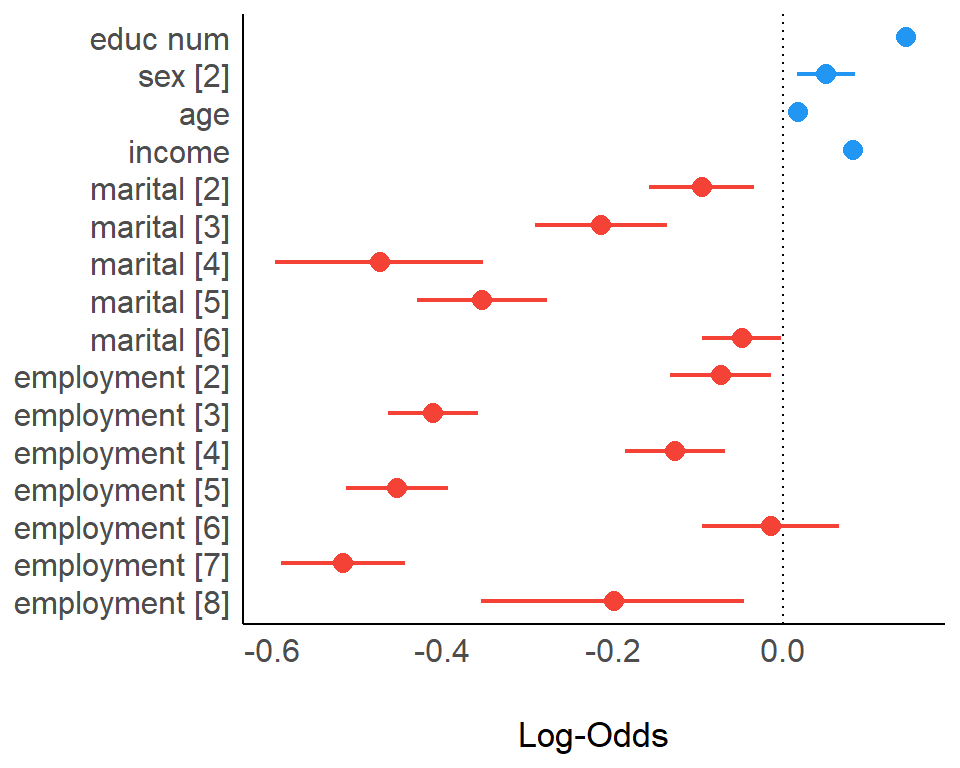 educ num
sex [2]
age
income
marital [2]
marital [3]
marital [4]
marital [5]
marital [6]
employment [2]
employment [3]
employment [4]
employment [5]
employment [6]
employment [7]
employment [8]
-0.6 -0.4 -0.2 0.0
Log-Odds